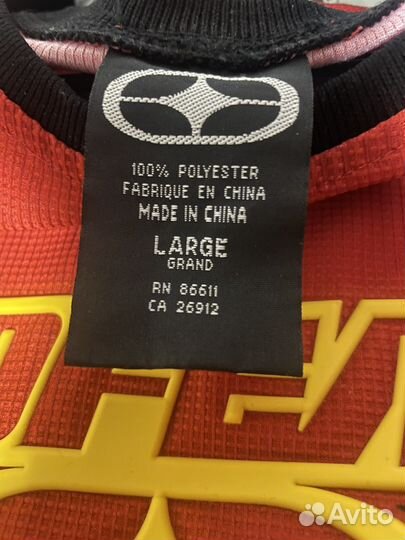 100% POLYESTER
FABRIQUE EN CHINA
MADE IN CHINA
LARGE
GRAND
RN 86611
CA 26912
Avito